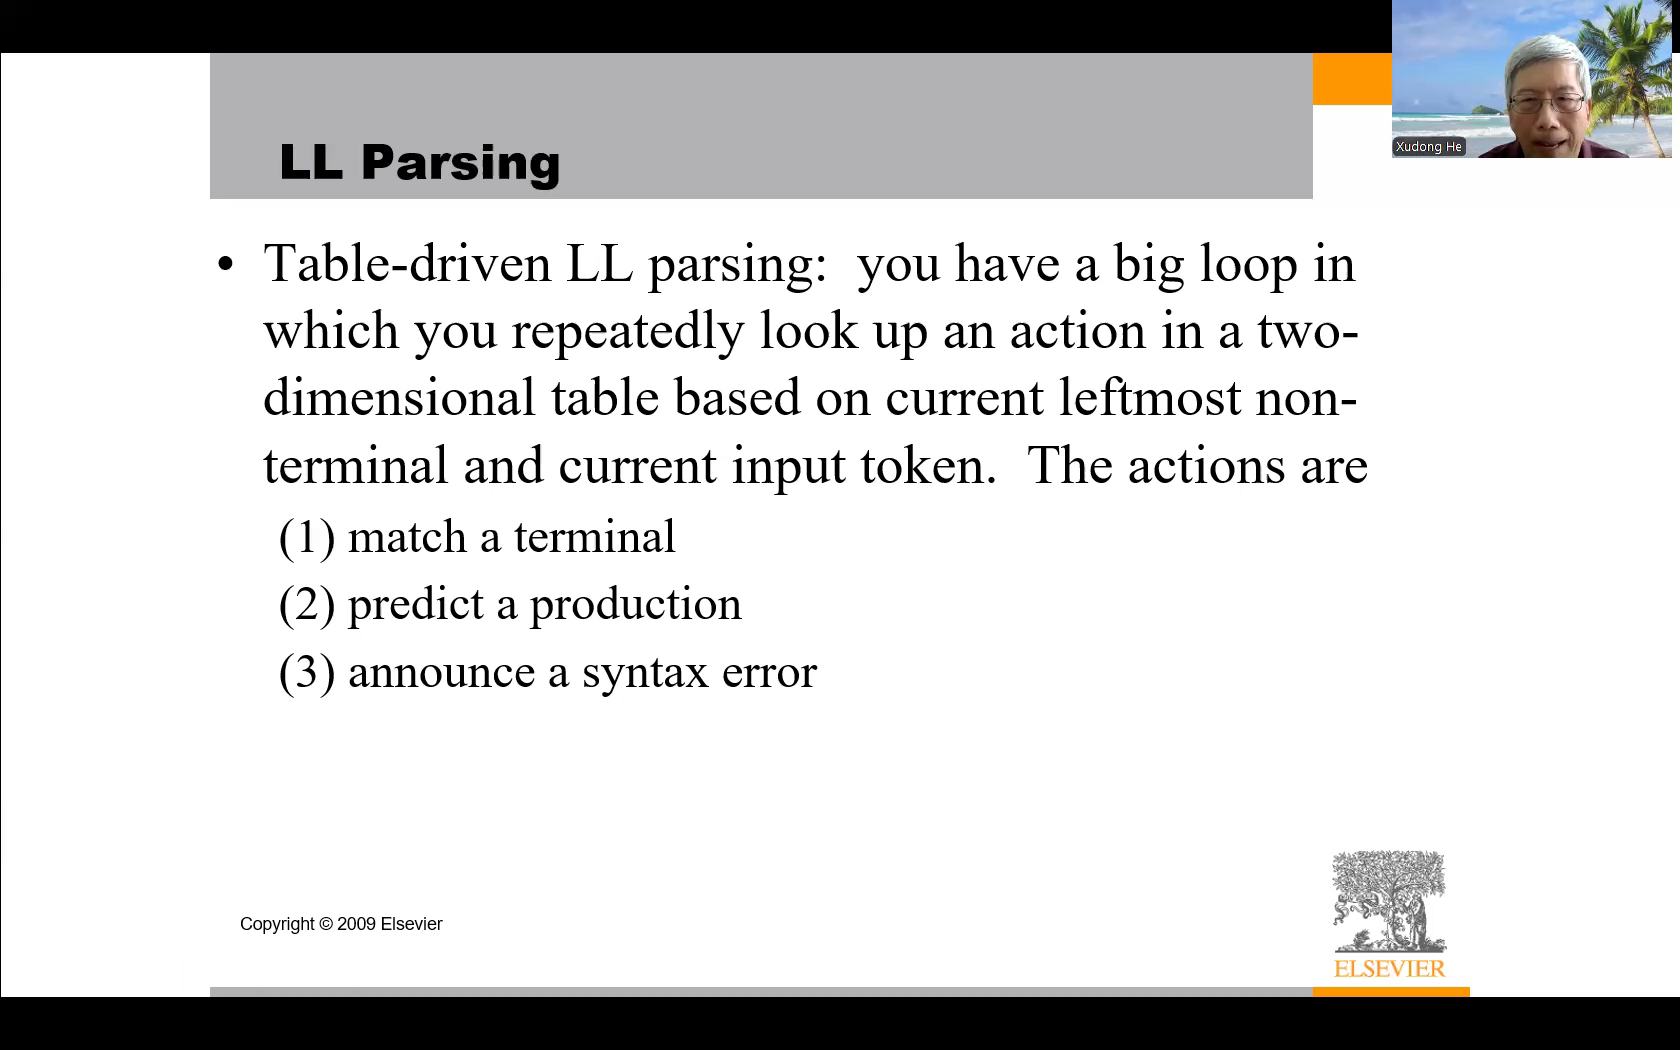 LL Parsing
Xudong He
• Table-driven LL parsing:  you have a big loop in
which you repeatedly look up an action in a two-
dimensional table based on current leftmost non-
terminal and current input token.  The actions are
(1) match a terminal
(2) predict a production
(3) announce a syntax error
Copyright © 2009 Elsevier
ELSEVIER